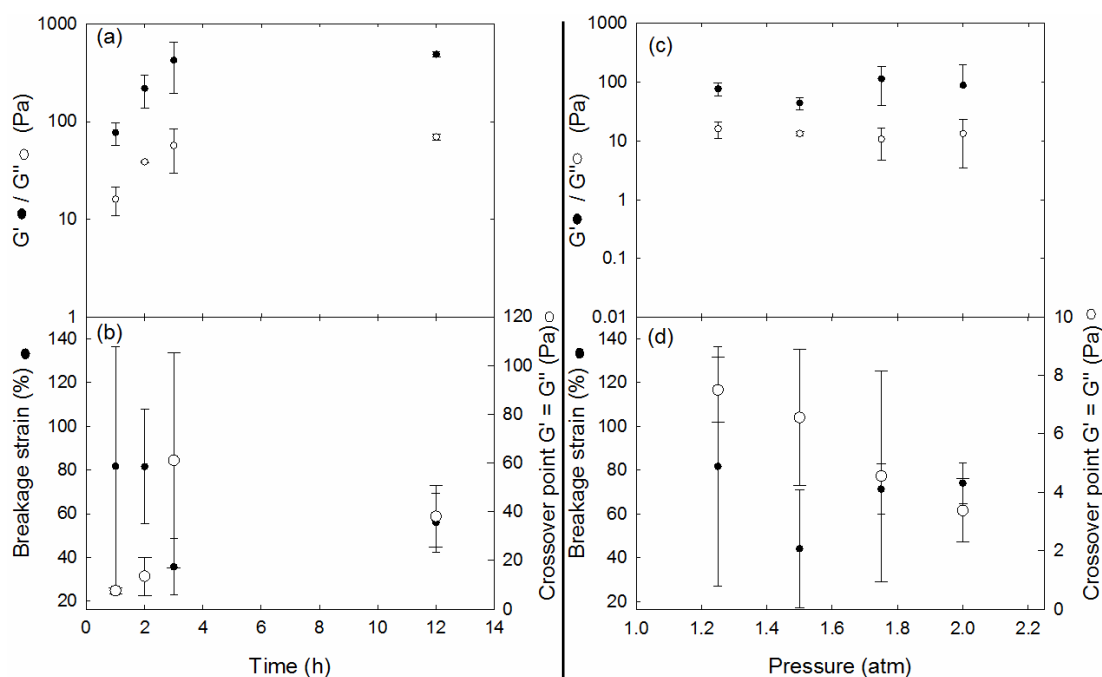 (a)
1000
100
10
1
G' ● / G'' ○ (Pa)
(b)
140
120
100
80
60
40
20
Breakage strain (%) ●
120
100
80
60
40
20
0
Crossover point G' = G'' (Pa) ○
0 2 4 6 8 10 12 14
Time (h)
(c)
1000
100
10
1
0.1
0.01
G' ● / G'' ○ (Pa)
(d)
140
120
100
80
60
40
20
Breakage strain (%) ●
10
8
6
4
2
0
Crossover point G' = G'' (Pa) ○
1.0 1.2 1.4 1.6 1.8 2.0 2.2
Pressure (atm)